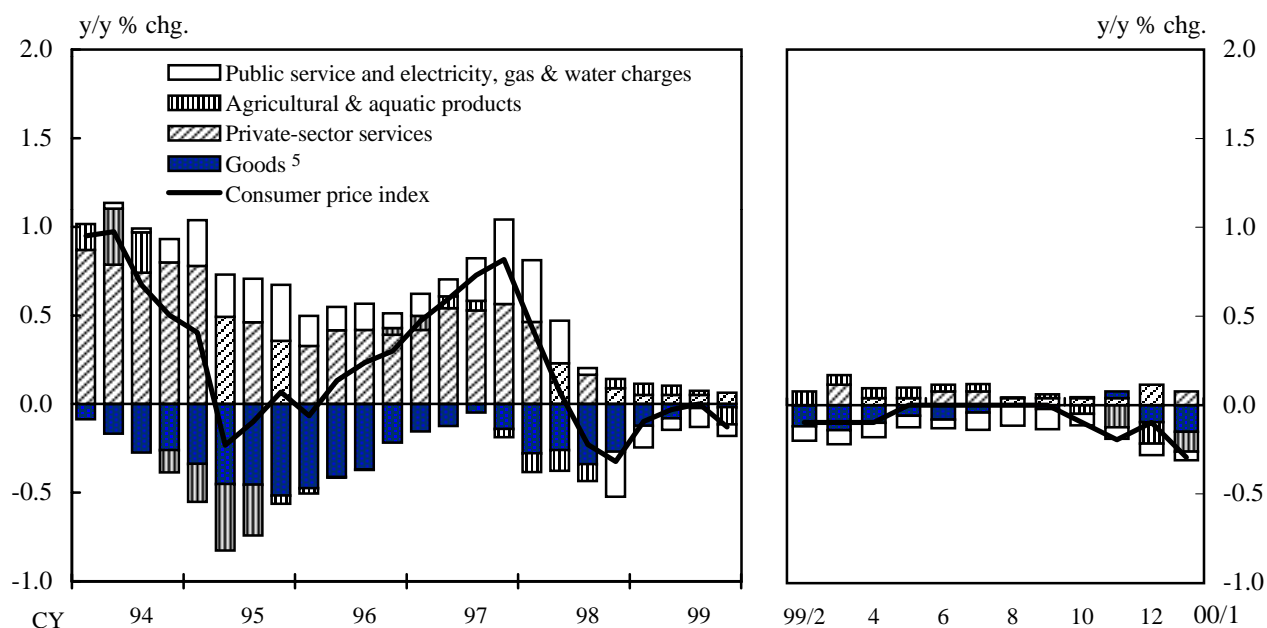 y/y % chg.
y/y % chg.
2.0
1.5
1.0
0.5
0.0
-0.5
-1.0
Public service and electricity, gas & water charges
Agricultural & aquatic products
Private-sector services
Goods 5
Consumer price index
2.0
1.5
1.0
0.5
0.0
-0.5
-1.0
CY 94 95 96 97 98 99
99/2 4 6 8 10 12 00/1